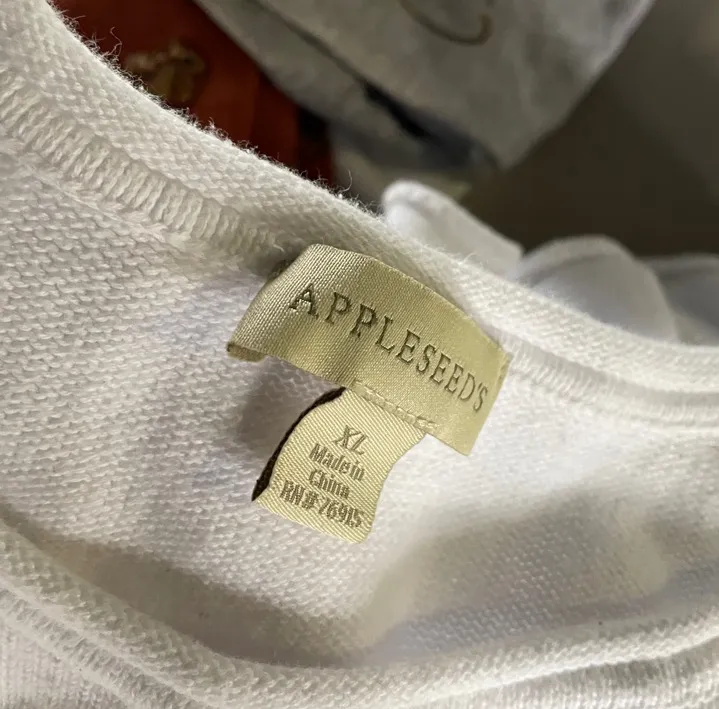 APPLESEED'S
XL
Made in
China
RN# 76915